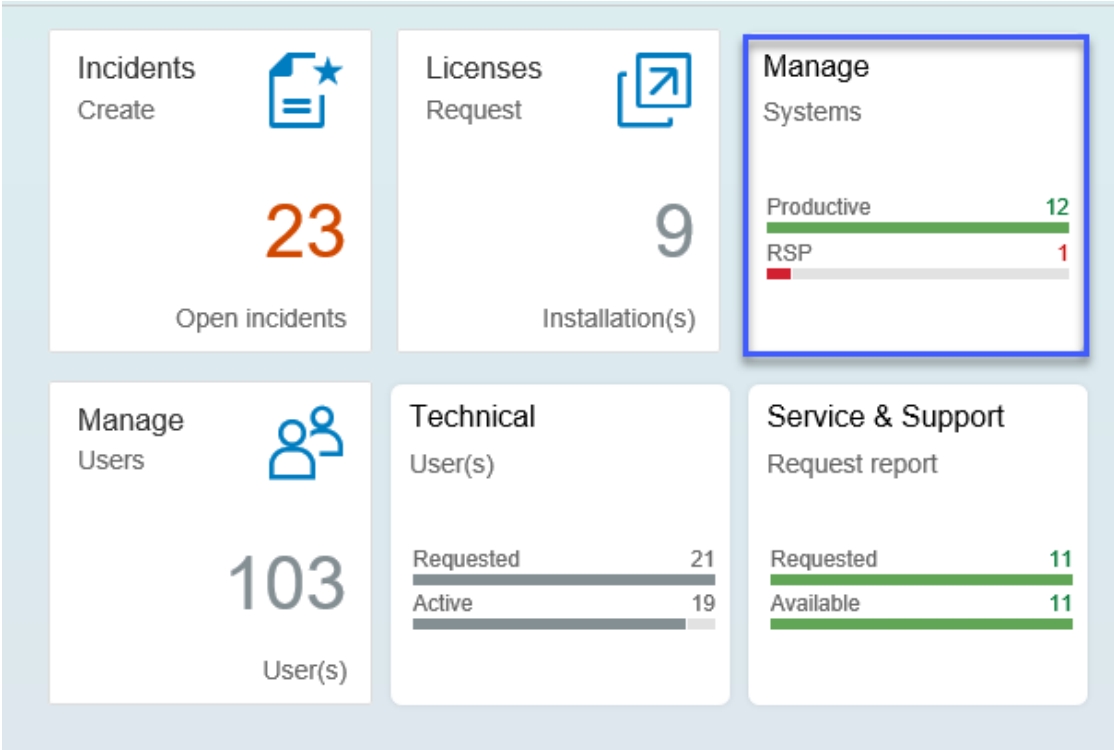 Incidents
Create
23
Open incidents
Licenses
Request
9
Installation(s)
Manage
Systems
Productive 12
RSP 1
Manage
Users
103
User(s)
Technical
User(s)
Requested 21
Active 19
Service & Support
Request report
Requested 11
Available 11